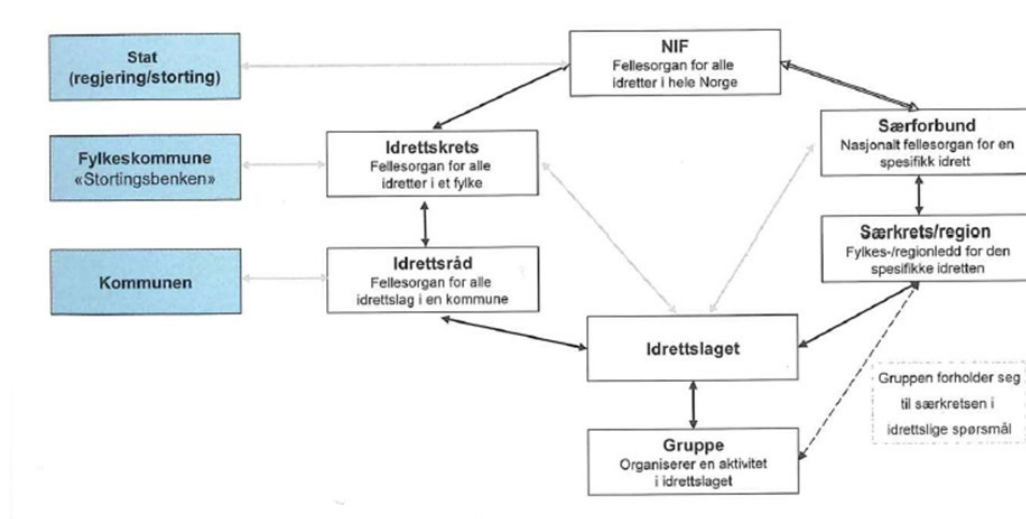 Stat
(regjering/storting)
NIF
Fellesorgan for alle
idretter i hele Norge
Fylkeskommune
«Stortingsbenken»
Idrettskrets
Fellesorgan for alle
idretter i et fylke
Særforbund
Nasjonalt fellesorgan for en
spesifikk idrett
Kommunen
Idrettsråd
Fellesorgan for alle
idrettslag i en kommune
Særkrets/region
Fylkes-/regionledd for den
spesifikke idretten
Idrettslaget
Gruppen forholder seg
til særkretsen i
idrettslige spørsmål
Gruppe
Organiserer en aktivitet
i idrettslaget